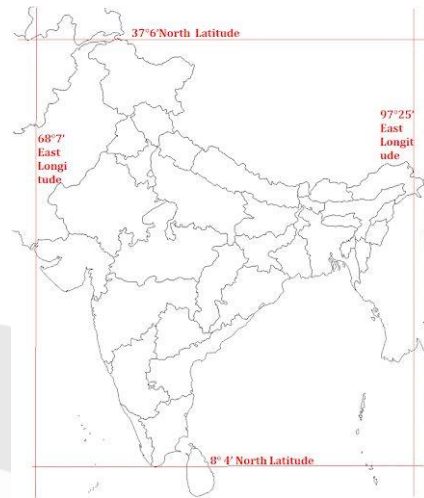 37°6'North Latitude
68°7'
East
Longi
tude
97°25'
East
Longit
ude
8° 4' North Latitude